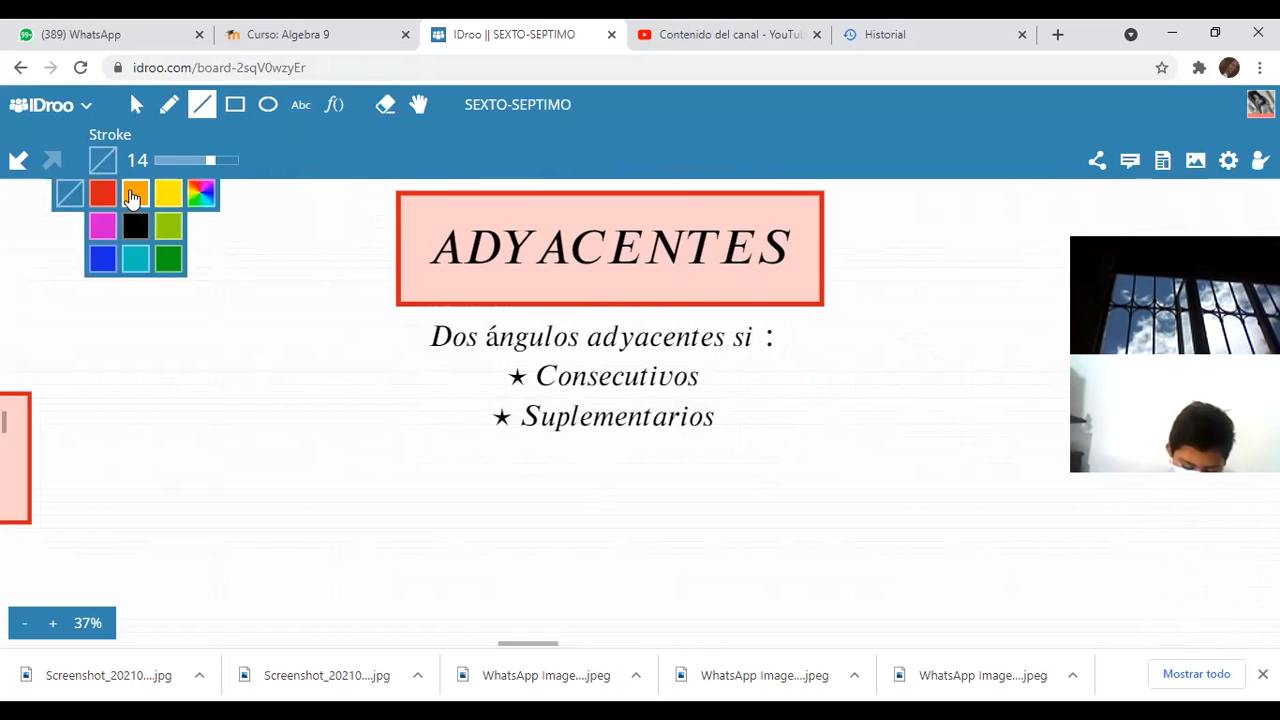 (389) WhatsApp
Curso: Algebra 9
IDroo || SEXTO-SEPTIMO
Contenido del canal - YouTu
Historial
idroo.com/board-2sqV0wzyEr
IDroo
Abc
f()
SEXTO-SEPTIMO
Stroke
14
ADYACENTES
Dos ángulos adyacentes si :
★ Consecutivos
★ Suplementarios
- + 37%
Screenshot_20210....jpg
Screenshot_20210....jpg
WhatsApp Image....jpeg
WhatsApp Image....jpeg
WhatsApp Image....jpeg
Mostrar todo